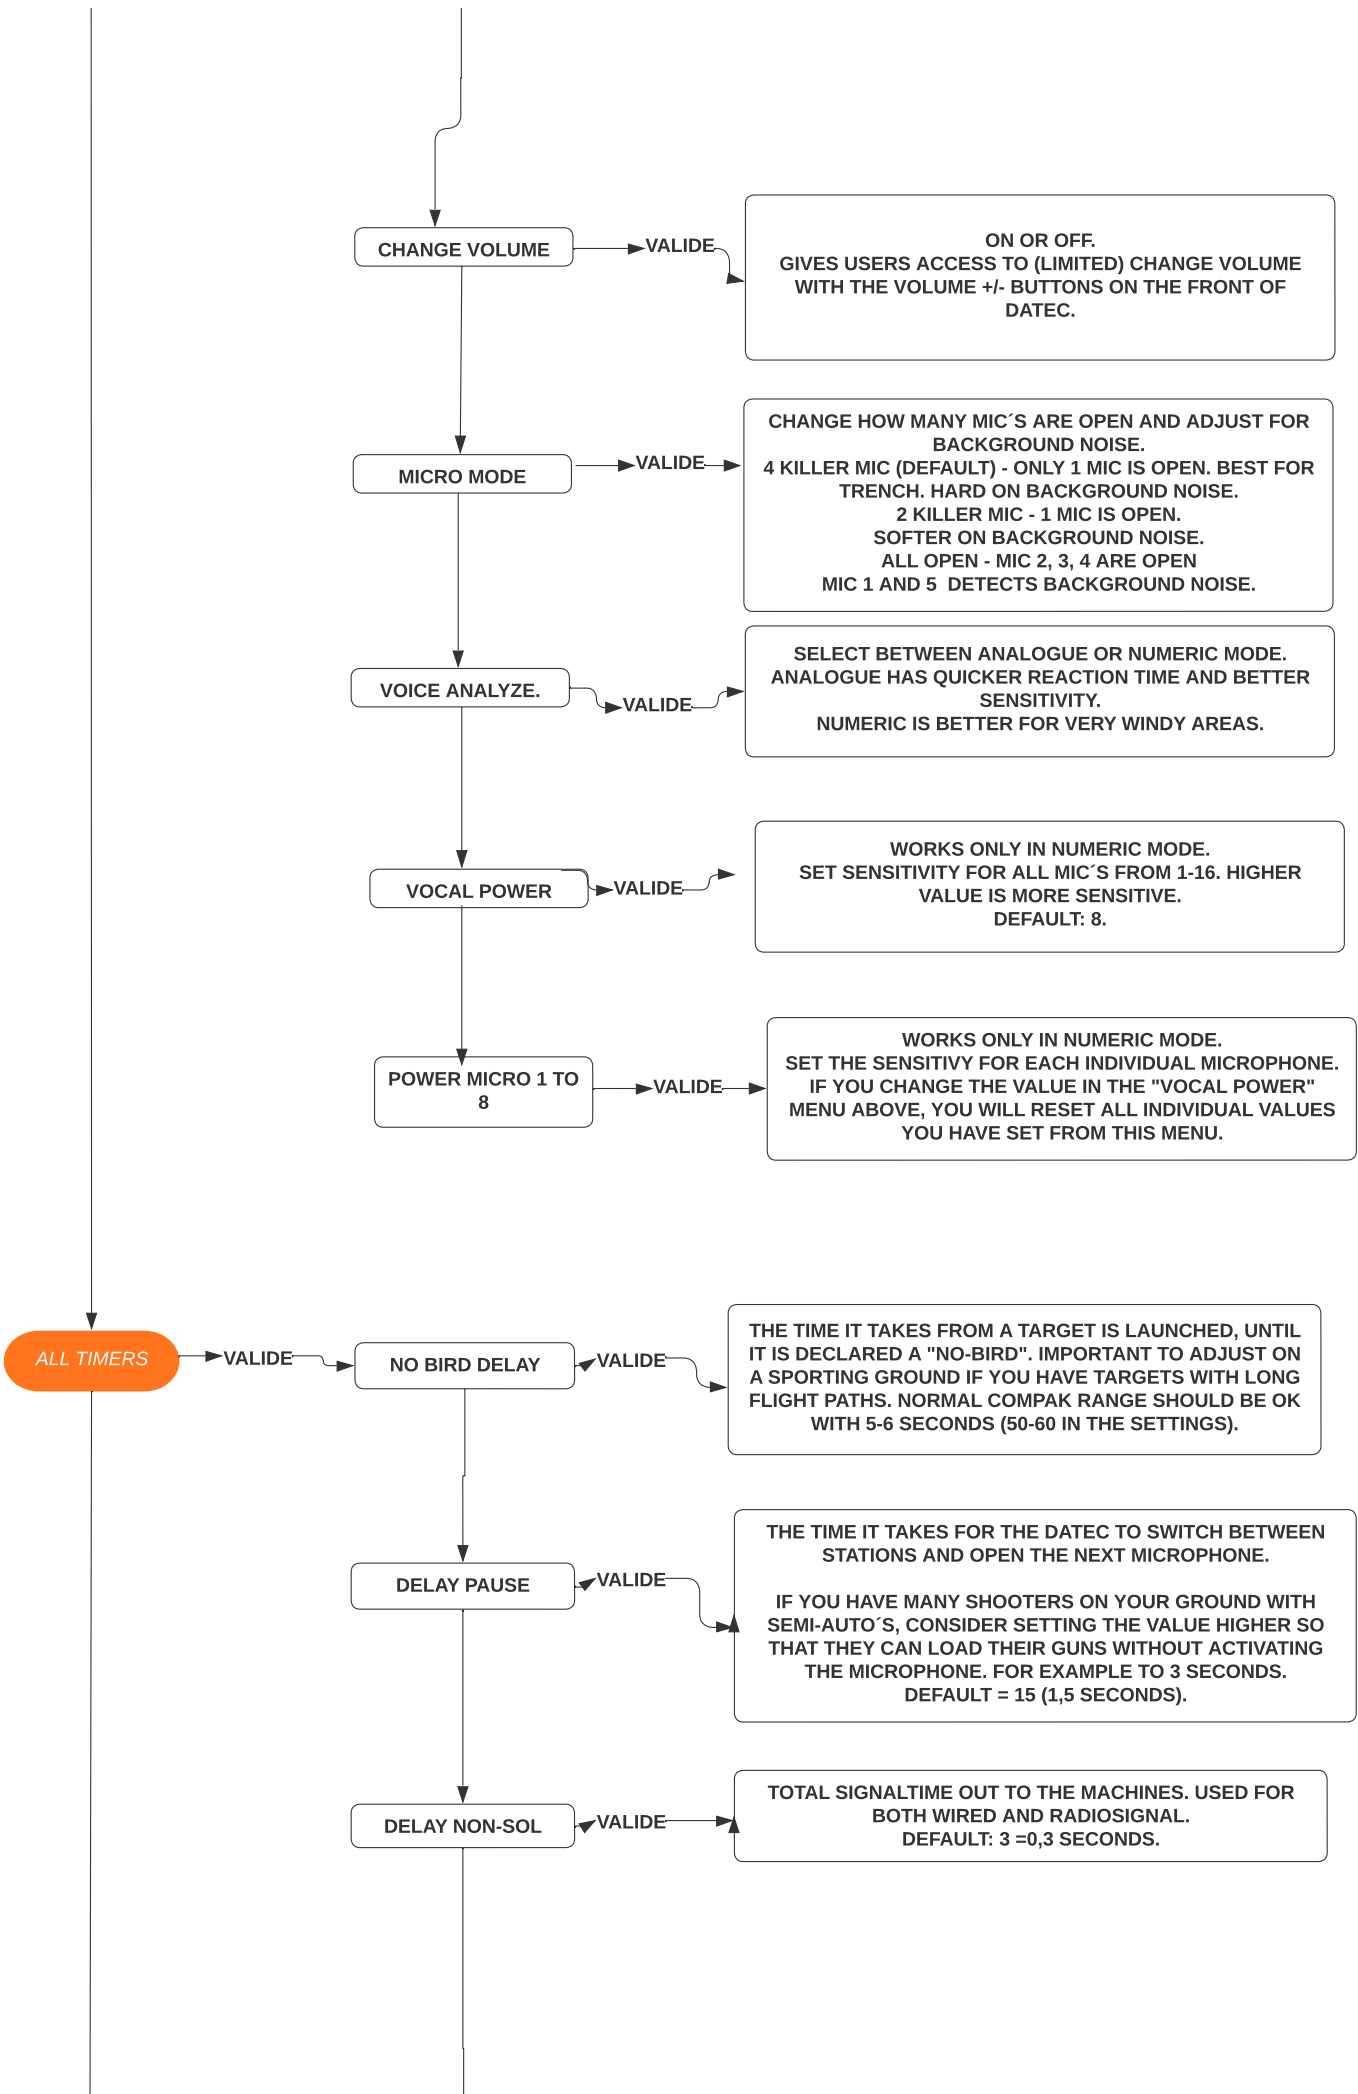 CHANGE VOLUME
VALIDE
ON OR OFF.
GIVES USERS ACCESS TO (LIMITED) CHANGE VOLUME
WITH THE VOLUME +/- BUTTONS ON THE FRONT OF
DATEC.
MICRO MODE
VALIDE
CHANGE HOW MANY MIC´S ARE OPEN AND ADJUST FOR
BACKGROUND NOISE.
4 KILLER MIC (DEFAULT) - ONLY 1 MIC IS OPEN. BEST FOR
TRENCH. HARD ON BACKGROUND NOISE.
2 KILLER MIC - 1 MIC IS OPEN.
SOFTER ON BACKGROUND NOISE.
ALL OPEN - MIC 2, 3, 4 ARE OPEN
MIC 1 AND 5  DETECTS BACKGROUND NOISE.
VOICE ANALYZE.
VALIDE
SELECT BETWEEN ANALOGUE OR NUMERIC MODE.
ANALOGUE HAS QUICKER REACTION TIME AND BETTER
SENSITIVITY.
NUMERIC IS BETTER FOR VERY WINDY AREAS.
VOCAL POWER
VALIDE
WORKS ONLY IN NUMERIC MODE.
SET SENSITIVITY FOR ALL MIC´S FROM 1-16. HIGHER
VALUE IS MORE SENSITIVE.
DEFAULT: 8.
POWER MICRO 1 TO
8
VALIDE
WORKS ONLY IN NUMERIC MODE.
SET THE SENSITIVY FOR EACH INDIVIDUAL MICROPHONE.
IF YOU CHANGE THE VALUE IN THE "VOCAL POWER"
MENU ABOVE, YOU WILL RESET ALL INDIVIDUAL VALUES
YOU HAVE SET FROM THIS MENU.
ALL TIMERS
VALIDE
NO BIRD DELAY
VALIDE
THE TIME IT TAKES FROM A TARGET IS LAUNCHED, UNTIL
IT IS DECLARED A "NO-BIRD". IMPORTANT TO ADJUST ON
A SPORTING GROUND IF YOU HAVE TARGETS WITH LONG
FLIGHT PATHS. NORMAL COMPAK RANGE SHOULD BE OK
WITH 5-6 SECONDS (50-60 IN THE SETTINGS).
DELAY PAUSE
VALIDE
THE TIME IT TAKES FOR THE DATEC TO SWITCH BETWEEN
STATIONS AND OPEN THE NEXT MICROPHONE.
IF YOU HAVE MANY SHOOTERS ON YOUR GROUND WITH
SEMI-AUTO´S, CONSIDER SETTING THE VALUE HIGHER SO
THAT THEY CAN LOAD THEIR GUNS WITHOUT ACTIVATING
THE MICROPHONE. FOR EXAMPLE TO 3 SECONDS.
DEFAULT = 15 (1,5 SECONDS).
DELAY NON-SOL
VALIDE
TOTAL SIGNALTIME OUT TO THE MACHINES. USED FOR
BOTH WIRED AND RADIOSIGNAL.
DEFAULT: 3 =0,3 SECONDS.